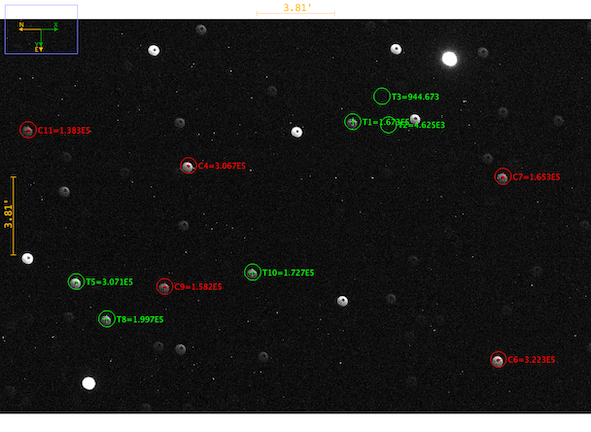 3.81'
N X
Y
E
T3=944.673
T1=1.673E5
T2=4.625E3
C11=1.383E5
C4=3.067E5
C7=1.653E5
3.81'
T10=1.727E5
T5=3.071E5
C9=1.582E5
T8=1.997E5
C6=3.223E5